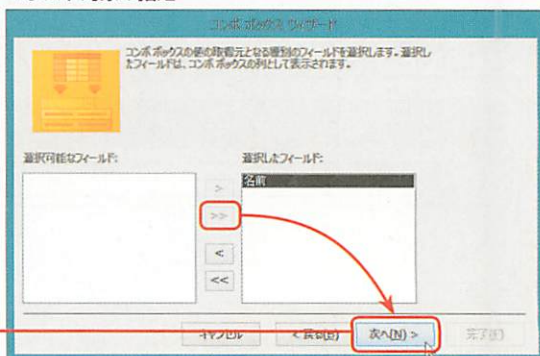 コンボ ボックス ウィザード
コンボ ボックスの値の取得元となる種別のフィールドを選択します。選択し
たフィールドは、コンボ ボックスの列として表示されます。
選択可能なフィールド:
選択したフィールド:
名前
>
>>
<
<<
キャンセル
< 戻る(B)
次へ(N) >
完了(F)